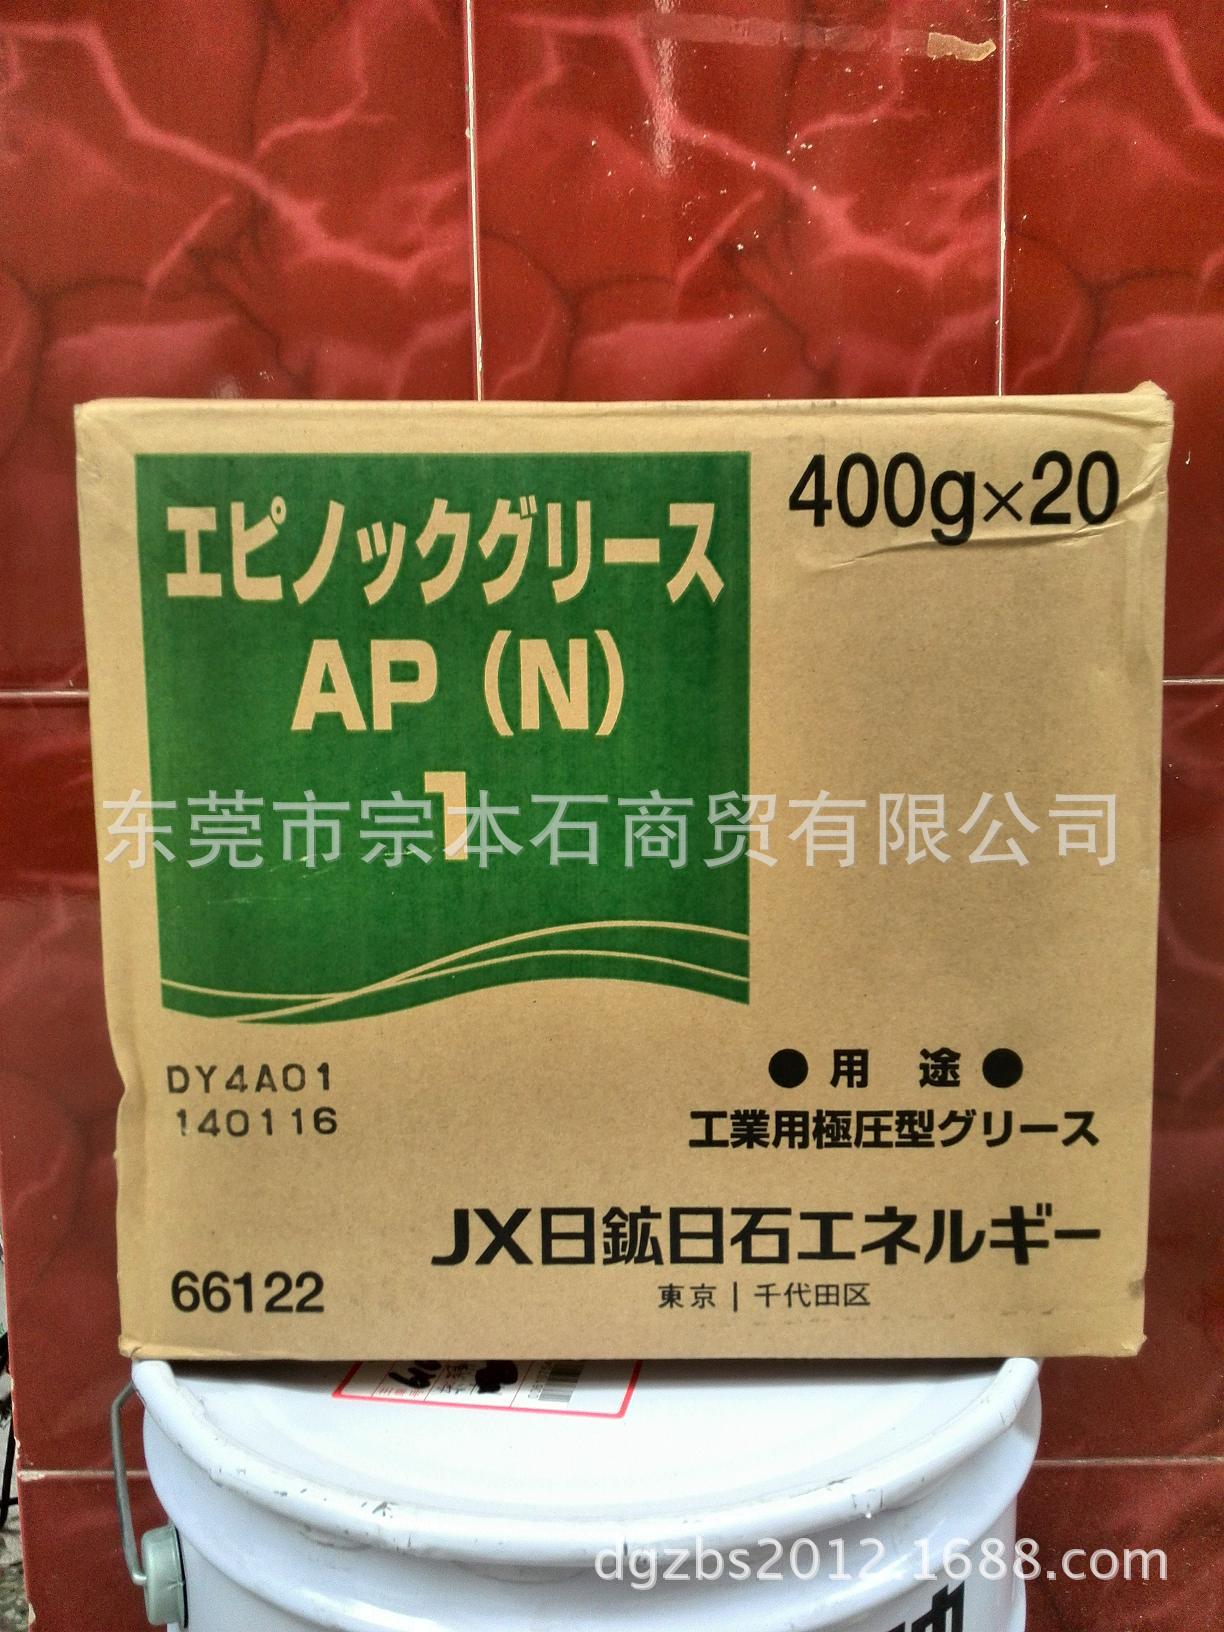 400g×20
エピノックグリース
AP（N）
1
东莞市宗本石商贸有限公司
●用　途●
DY4A01
工業用極圧型グリース
140116
JX日鉱日石エネルギー
66122
東京 | 千代田区
dgzbs2012.1688.com